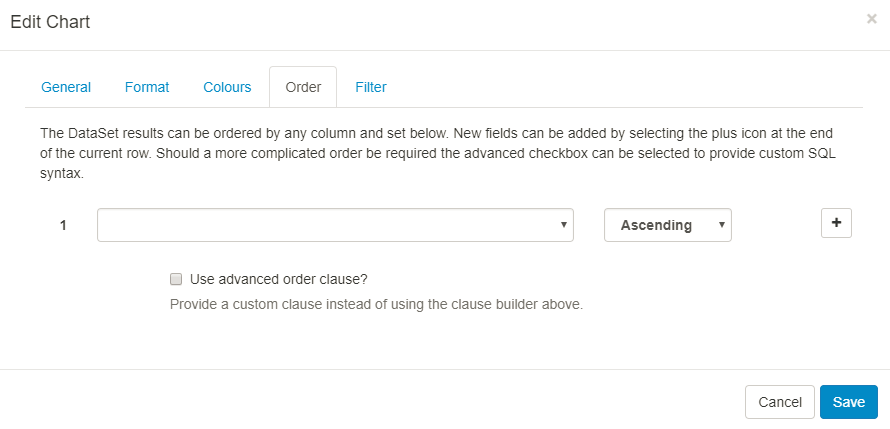 Edit Chart ×
General Format Colours Order Filter
The DataSet results can be ordered by any column and set below. New fields can be added by selecting the plus icon at the end
of the current row. Should a more complicated order be required the advanced checkbox can be selected to provide custom SQL
syntax.
1 Ascending +
Use advanced order clause?
Provide a custom clause instead of using the clause builder above.
Cancel Save